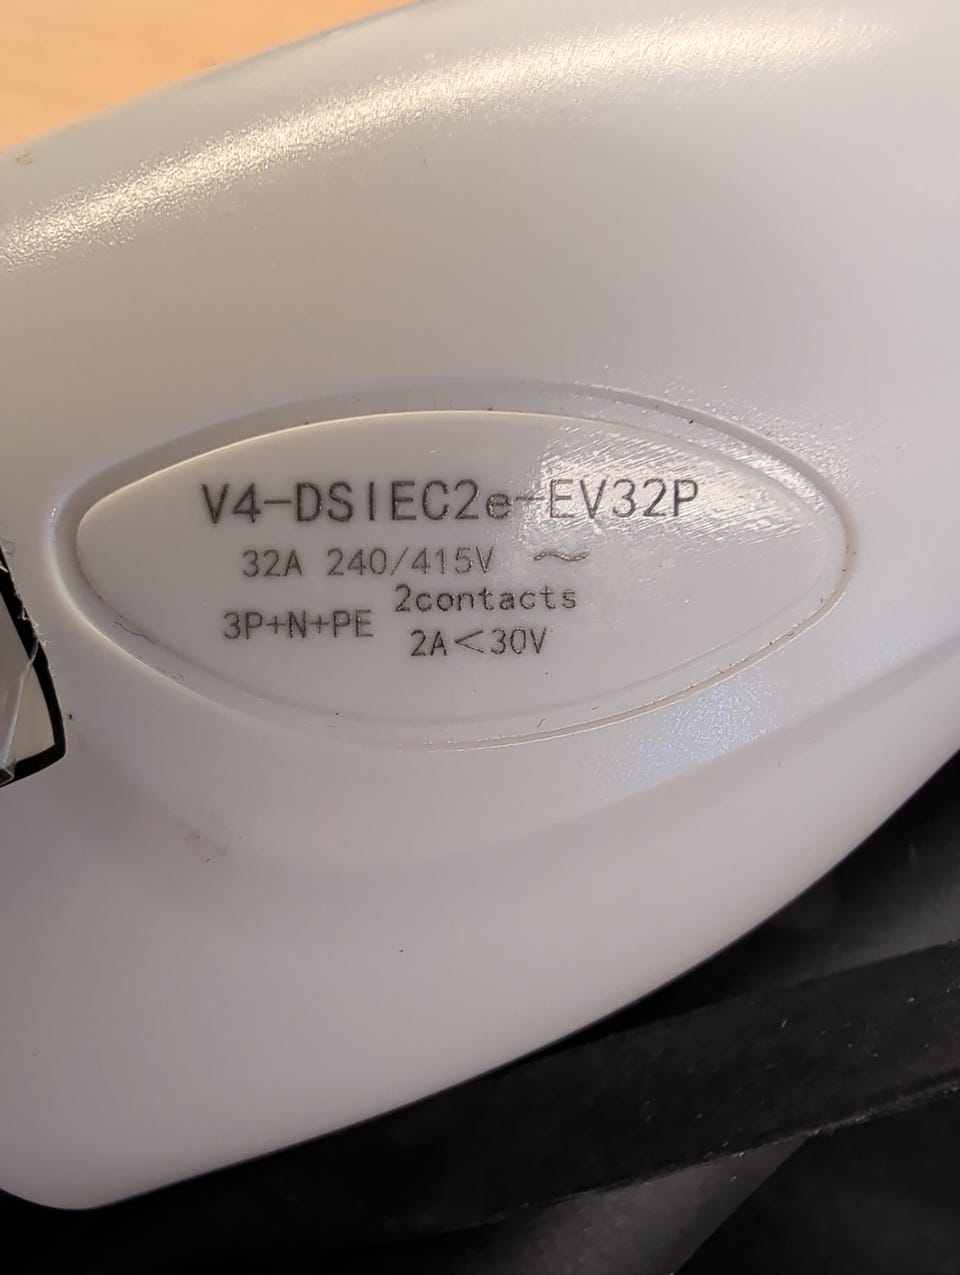 V4-DSIEC2e-EV32P
32A 240/415V ~
3P+N+PE 2contacts
2A<30V